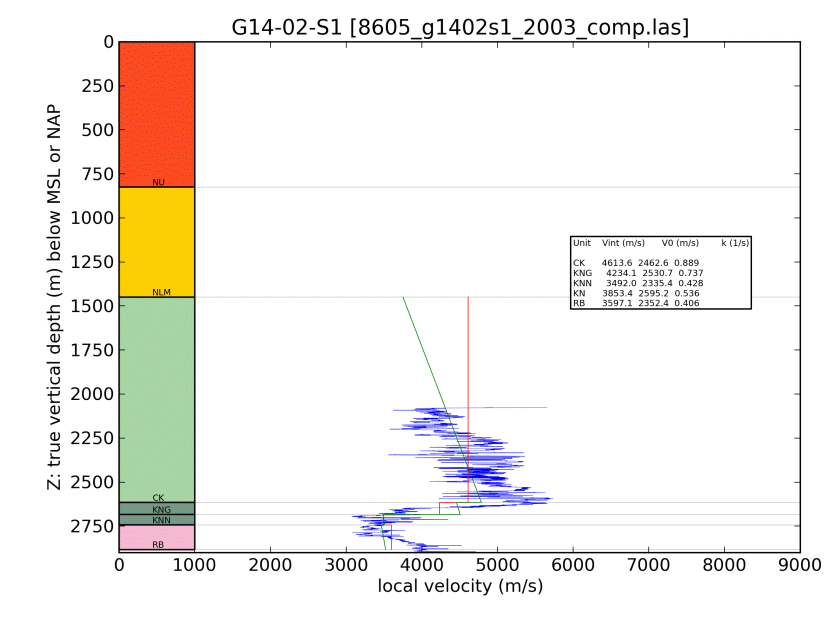 G14-02-S1 [8605_g1402s1_2003_comp.las]
Z: true vertical depth (m) below MSL or NAP
0
250
500
750
1000
1250
1500
1750
2000
2250
2500
2750
NU
NLM
CK
KNG
KNN
RB
Unit Vint (m/s) V0 (m/s) k (1/s)
CK 4613.6 2462.6 0.889
KNG 4234.1 2530.7 0.737
KNN 3492.0 2335.4 0.428
KN 3853.4 2595.2 0.536
RB 3597.1 2352.4 0.406
0 1000 2000 3000 4000 5000 6000 7000 8000 9000
local velocity (m/s)